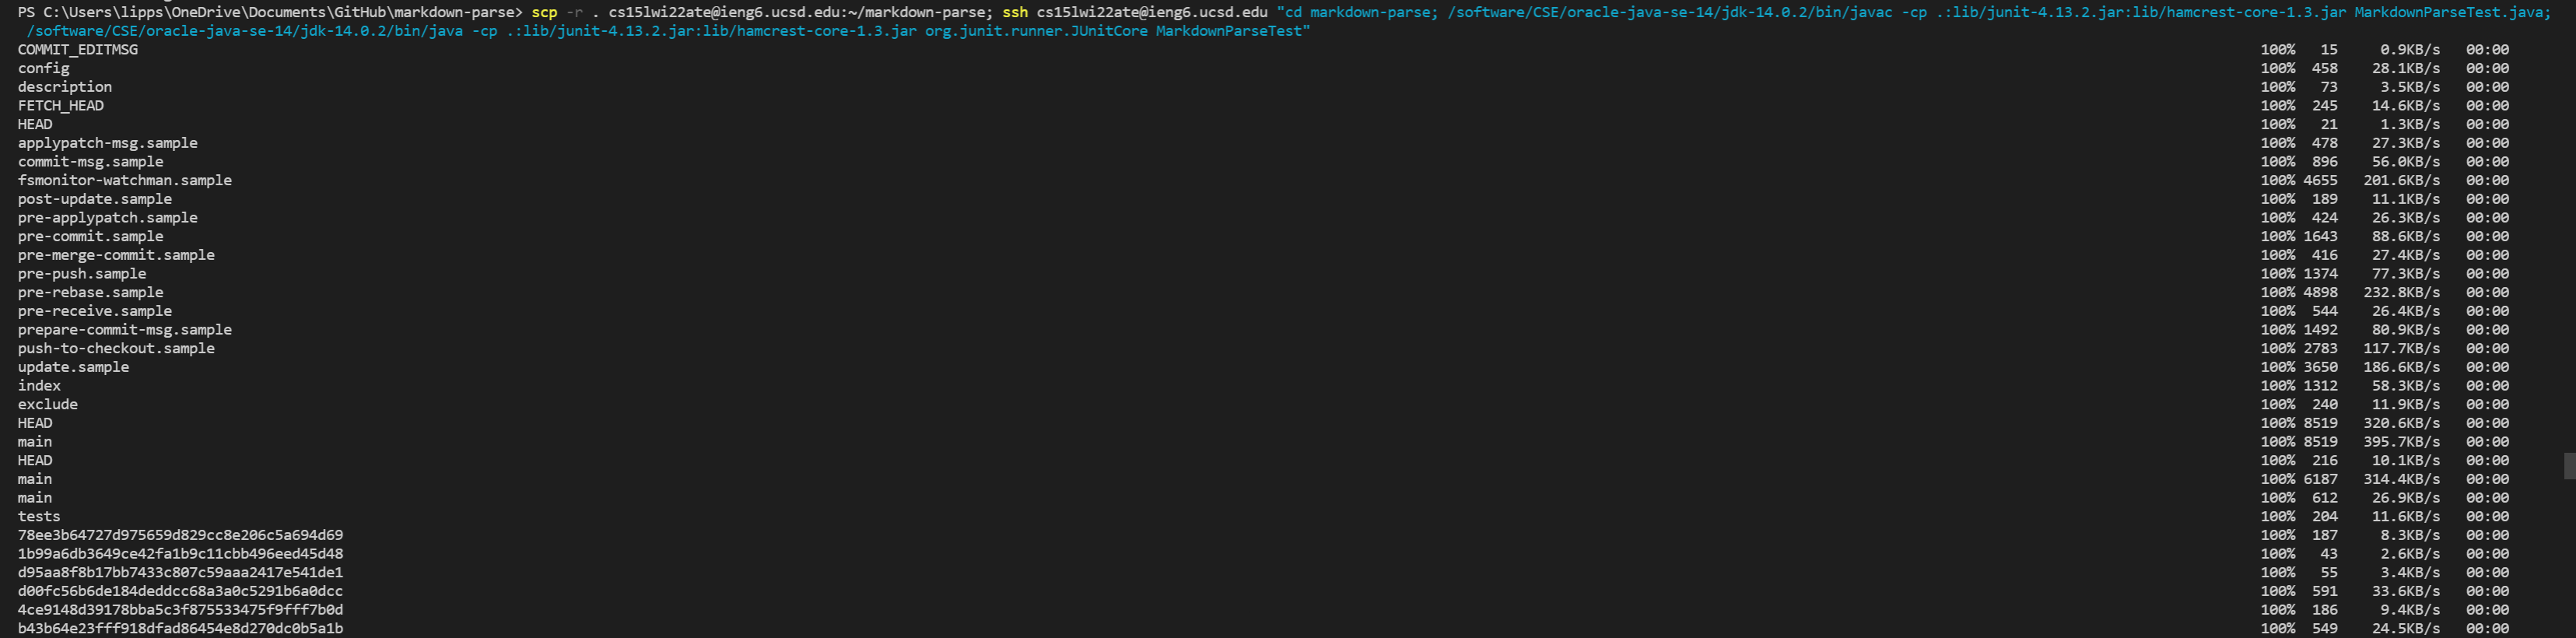 PS C:\Users\lipps\OneDrive\Documents\GitHub\markdown-parse> scp -r . cs15lwi22ate@ieng6.ucsd.edu:~/markdown-parse; ssh cs15lwi22ate@ieng6.ucsd.edu "cd markdown-parse; /software/CSE/oracle-java-se-14/jdk-14.0.2/bin/javac -cp .:lib/junit-4.13.2.jar:lib/hamcrest-core-1.3.jar MarkdownParseTest.java;
/software/CSE/oracle-java-se-14/jdk-14.0.2/bin/java -cp .:lib/junit-4.13.2.jar:lib/hamcrest-core-1.3.jar org.junit.runner.JUnitCore MarkdownParseTest"
COMMIT_EDITMSG 100% 15 0.9KB/s 00:00
config 100% 458 28.1KB/s 00:00
description 100% 73 3.5KB/s 00:00
FETCH_HEAD 100% 245 14.6KB/s 00:00
HEAD 100% 21 1.3KB/s 00:00
applypatch-msg.sample 100% 478 27.3KB/s 00:00
commit-msg.sample 100% 896 56.0KB/s 00:00
fsmonitor-watchman.sample 100% 4655 201.6KB/s 00:00
post-update.sample 100% 189 11.1KB/s 00:00
pre-applypatch.sample 100% 424 26.3KB/s 00:00
pre-commit.sample 100% 1643 88.6KB/s 00:00
pre-merge-commit.sample 100% 416 27.4KB/s 00:00
pre-push.sample 100% 1374 77.3KB/s 00:00
pre-rebase.sample 100% 4898 232.8KB/s 00:00
pre-receive.sample 100% 544 26.4KB/s 00:00
prepare-commit-msg.sample 100% 1492 80.9KB/s 00:00
push-to-checkout.sample 100% 2783 117.7KB/s 00:00
update.sample 100% 3650 186.6KB/s 00:00
index 100% 1312 58.3KB/s 00:00
exclude 100% 240 11.9KB/s 00:00
HEAD 100% 8519 320.6KB/s 00:00
main 100% 8519 395.7KB/s 00:00
HEAD 100% 216 10.1KB/s 00:00
main 100% 6187 314.4KB/s 00:00
main 100% 612 26.9KB/s 00:00
tests 100% 204 11.6KB/s 00:00
78ee3b64727d975659d829cc8e206c5a694d69 100% 187 8.3KB/s 00:00
1b99a6db3649ce42fa1b9c11cbb496eed45d48 100% 43 2.6KB/s 00:00
d95aa8f8b17bb7433c807c59aaa2417e541de1 100% 55 3.4KB/s 00:00
d00fc56b6de184deddcc68a3a0c5291b6a0dcc 100% 591 33.6KB/s 00:00
4ce9148d39178bba5c3f875533475f9fff7b0d 100% 186 9.4KB/s 00:00
b43b64e23fff918dfad86454e8d270dc0b5a1b 100% 549 24.5KB/s 00:00